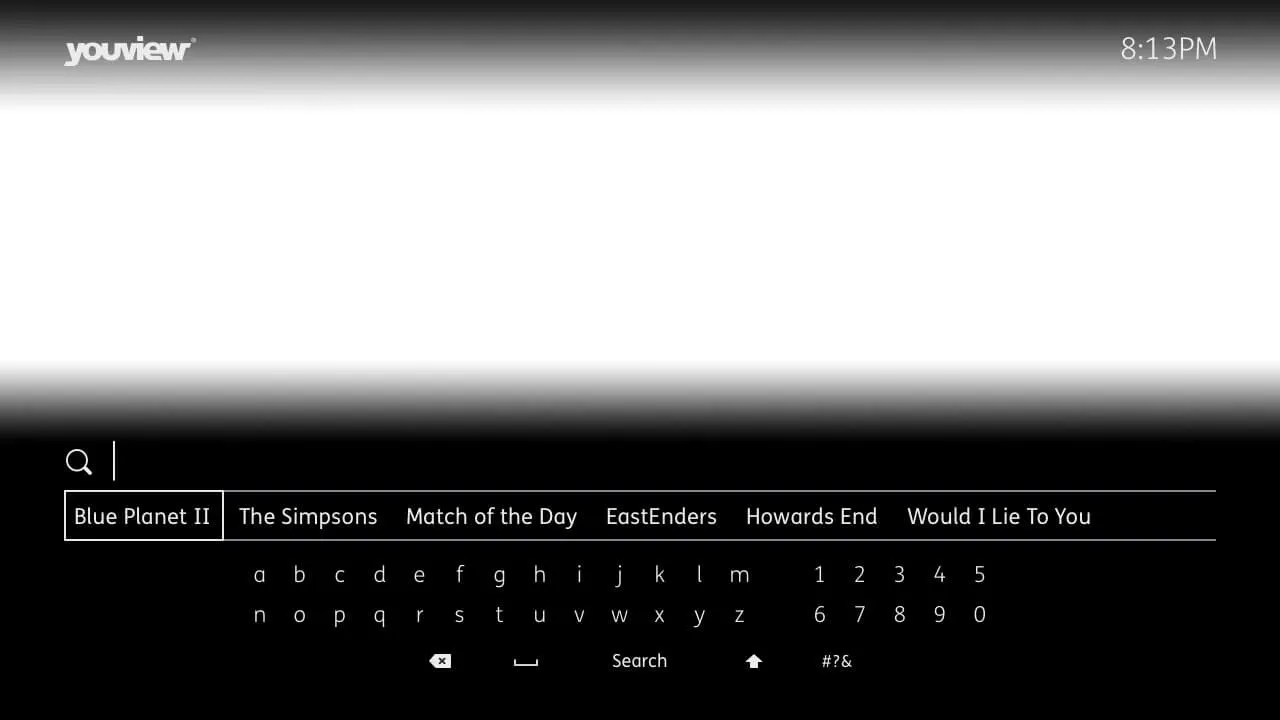 youview
8:13PM
Blue Planet II The Simpsons Match of the Day EastEnders Howards End Would I Lie To You
a b c d e f g h i j k l m 1 2 3 4 5
n o p q r s t u v w x y z 6 7 8 9 0
Search #?&